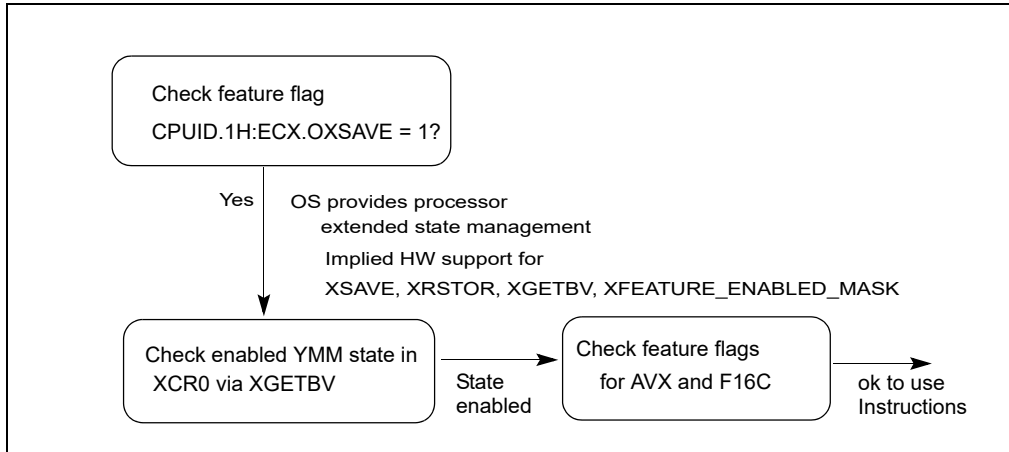 Check feature flag
CPUID.1H:ECX.OXSAVE = 1?
Yes
OS provides processor
extended state management
Implied HW support for
XSAVE, XRSTOR, XGETBV, XFEATURE_ENABLED_MASK
Check enabled YMM state in
XCR0 via XGETBV
State
enabled
Check feature flags
for AVX and F16C
ok to use
Instructions